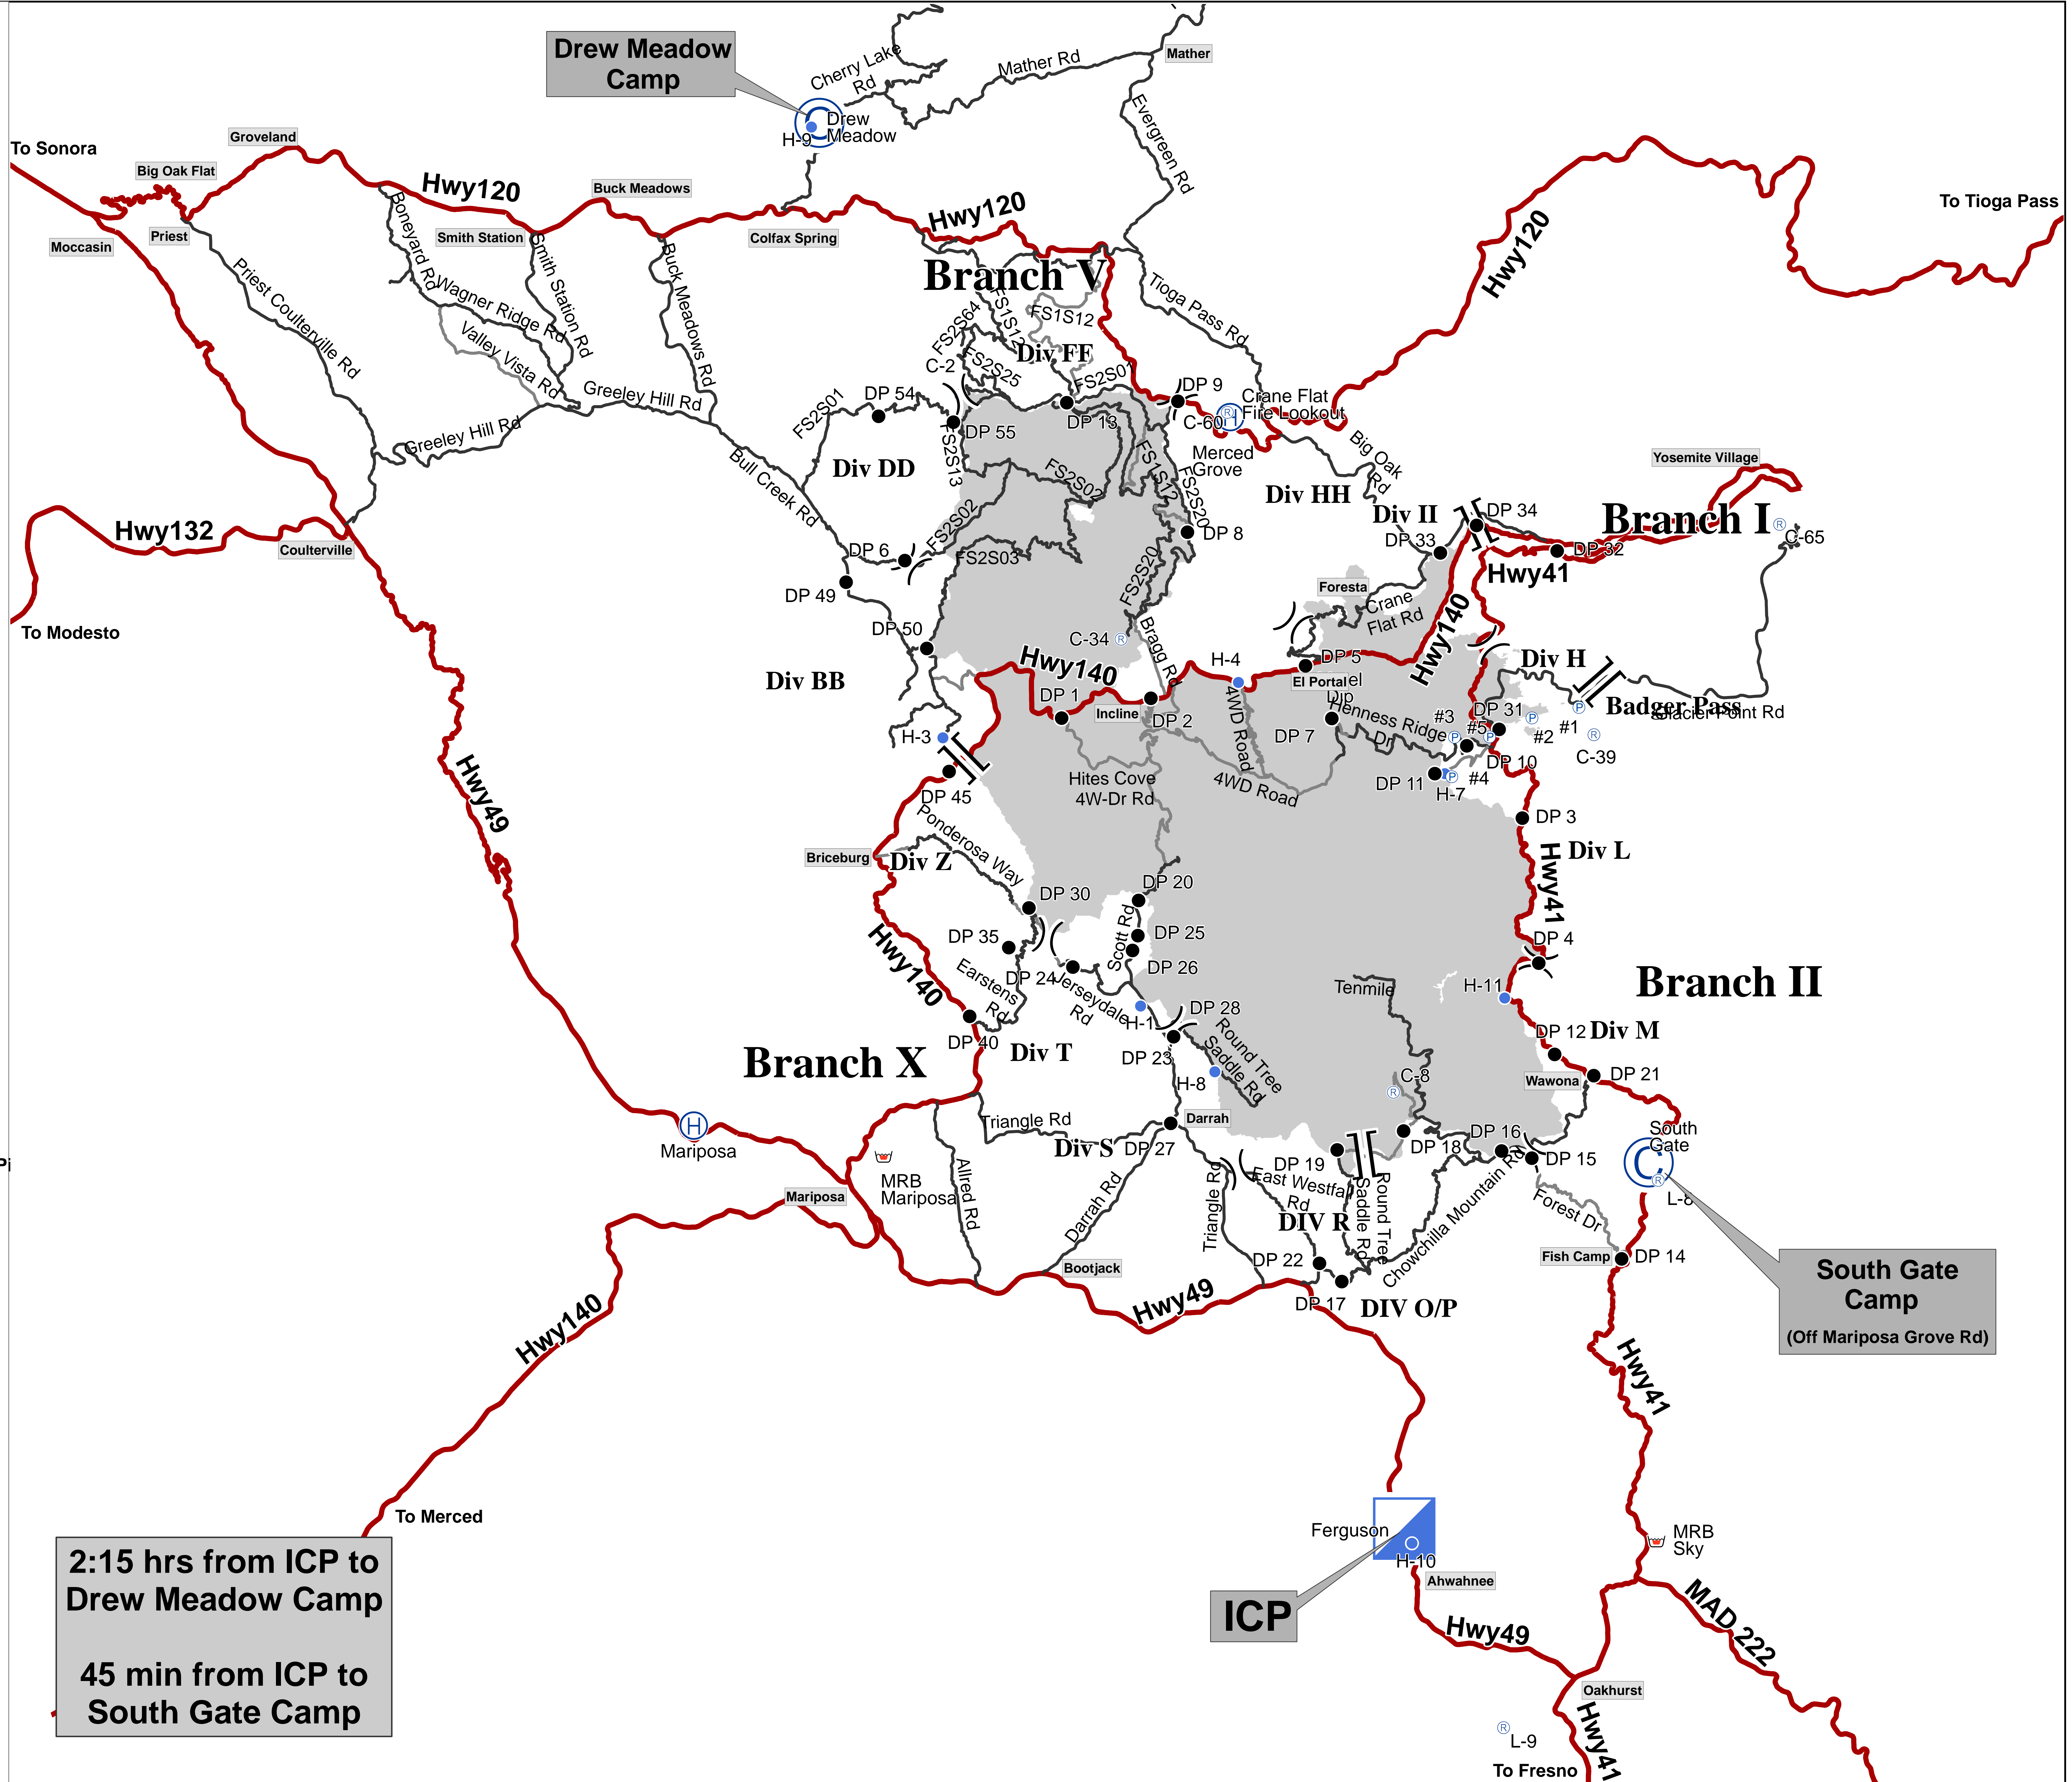 Drew Meadow
Camp
Cherry Lake
Rd
Mather Rd
Mather
Drew
Meadow
H-9
Evergreen Rd
To Sonora
Groveland
Big Oak Flat
Hwy120
Buck Meadows
Hwy120
Hwy120
To Tioga Pass
Moccasin
Priest
Smith Station
Colfax Spring
Boneyard Rd
Priest Coulterville Rd
Wagner Ridge Rd
Smith Station Rd
Buck Meadows Rd
Valley Vista Rd
Greeley Hill Rd
Greeley Hill Rd
Branch V
Tioga Pass Rd
FS2S64
FS1S12
FS1S12
Div FF
C-2
FS2S25
FS2S01
DP 9
Crane Flat
Fire Lookout
H
R
C-60
Merced
Grove
FS2S01
DP 54
DP 55
DP 13
Div DD
FS2S13
FS2S02
FS1S12
FS2S20
Bull Creek Rd
FS2S02
FS2S03
DP 6
DP 8
FS2S20
DP 49
DP 50
Div BB
Big Oak
Rd
Div HH
Div II
DP 34
DP 33
Branch I
DP 32
Hwy41
Yosemite Village
R
C-65
Hwy132
Coulterville
To Modesto
Foresta
Crane
Flat Rd
Hwy140
C-34
R
Bragg Rd
Hwy140
H-4
DP 5
El Portal
el
Dip
DP 1
Incline
DP 2
4WD Road
DP 7
Henness Ridge
Dr
#3
P
#5
P
DP 31
Div H
Badger Pass
Glacier Point Rd
P
#1
P
#2
R
C-39
DP 10
DP 11
P
#4
H-7
H-3
DP 45
Hites Cove
4W-Dr Rd
4WD Road
DP 3
Div L
Hwy41
DP 4
Hwy49
Briceburg
Div Z
Ponderosa Way
DP 30
DP 20
DP 35
DP 25
Scott Rd
DP 26
DP 24
Hwy140
Earstens
Rd
Jerseydale
Rd
H-1
DP 28
DP 40
DP 23
Round Tree
Saddle Rd
H-8
Tenmile
H-11
Branch II
DP 12
Div M
Wawona
DP 21
C-8
R
Branch X
Div T
Triangle Rd
Darrah
Div S
DP 27
H
Mariposa
MRB
Mariposa
Mariposa
Allred Rd
Darrah Rd
Triangle Rd
DP 19
DP 18
DP 16
DP 15
East Westfall
Rd
DIV R
Round Tree
Saddle Rd
Chowchilla Mountain Rd
Forest Dr
South
Gate
C
R
L-8
Fish Camp
DP 14
Bootjack
DP 22
DP 17
DIV O/P
Hwy49
South Gate
Camp
(Off Mariposa Grove Rd)
Hwy41
Hwy140
To Merced
Pi
2:15 hrs from ICP to
Drew Meadow Camp
45 min from ICP to
South Gate Camp
Ferguson
H-10
Ahwahnee
ICP
Hwy49
MRB
Sky
MAD 222
Oakhurst
R
L-9
Hwy41
To Fresno